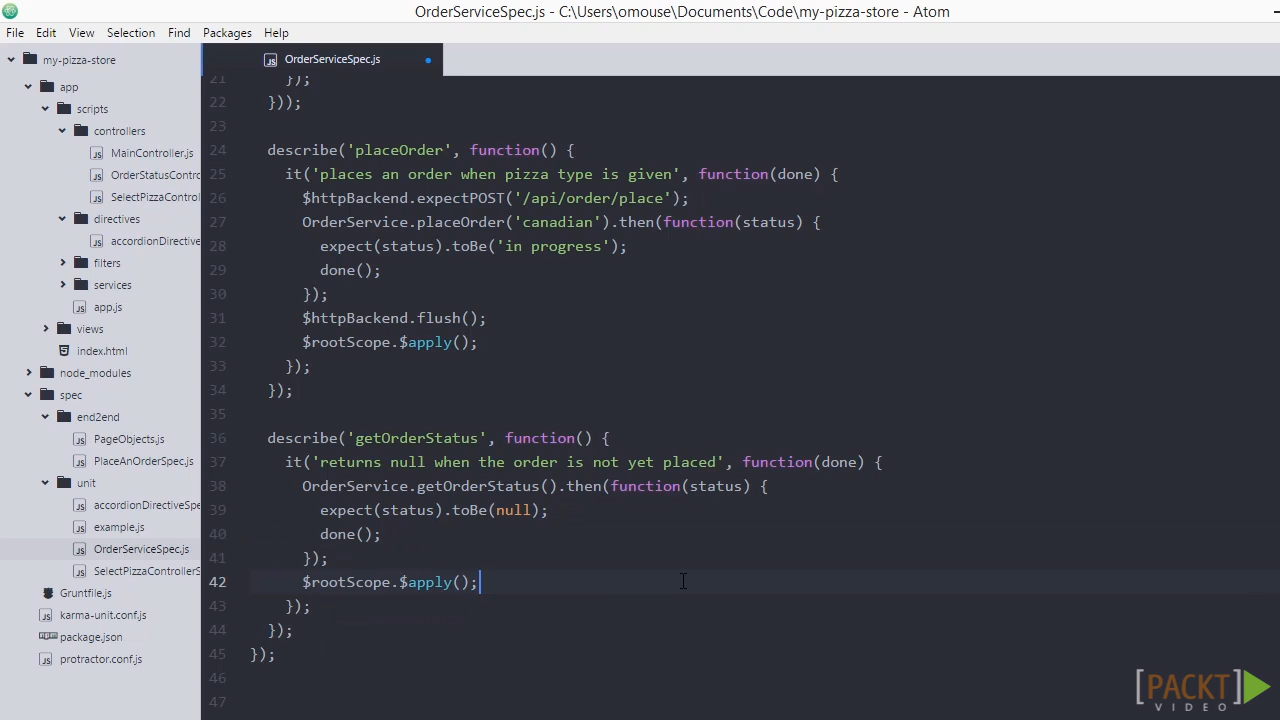 OrderServiceSpec.js - C:\Users\omouse\Documents\Code\my-pizza-store - Atom
File Edit View Selection Find Packages Help
my-pizza-store
app
scripts
controllers
MainController.js
OrderStatusContro
SelectPizzaControl
directives
accordionDirective
filters
services
app.js
views
index.html
node_modules
spec
end2end
PageObjects.js
PlaceAnOrderSpec.js
unit
accordionDirectiveSpe
example.js
OrderServiceSpec.js
SelectPizzaControllerS
Gruntfile.js
karma-unit.conf.js
package.json
protractor.conf.js
OrderServiceSpec.js
21 });
22 }));
23
24 describe('placeOrder', function() {
25 it('places an order when pizza type is given', function(done) {
26 $httpBackend.expectPOST('/api/order/place');
27 OrderService.placeOrder('canadian').then(function(status) {
28 expect(status).toBe('in progress');
29 done();
30 });
31 $httpBackend.flush();
32 $rootScope.$apply();
33 });
34 });
35
36 describe('getOrderStatus', function() {
37 it('returns null when the order is not yet placed', function(done) {
38 OrderService.getOrderStatus().then(function(status) {
39 expect(status).toBe(null);
40 done();
41 });
42 $rootScope.$apply();
43 });
44 });
45 });
46
47
[PACKT]
VIDEO